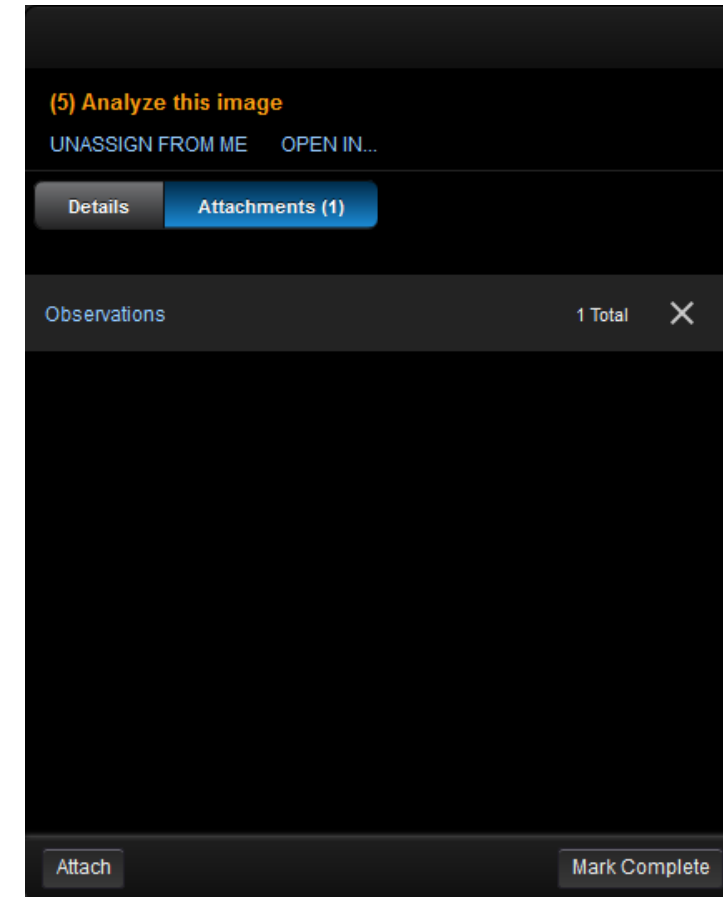 (5) Analyze this image
UNASSIGN FROM ME OPEN IN...
Details Attachments (1)
Observations 1 Total
Attach Mark Complete